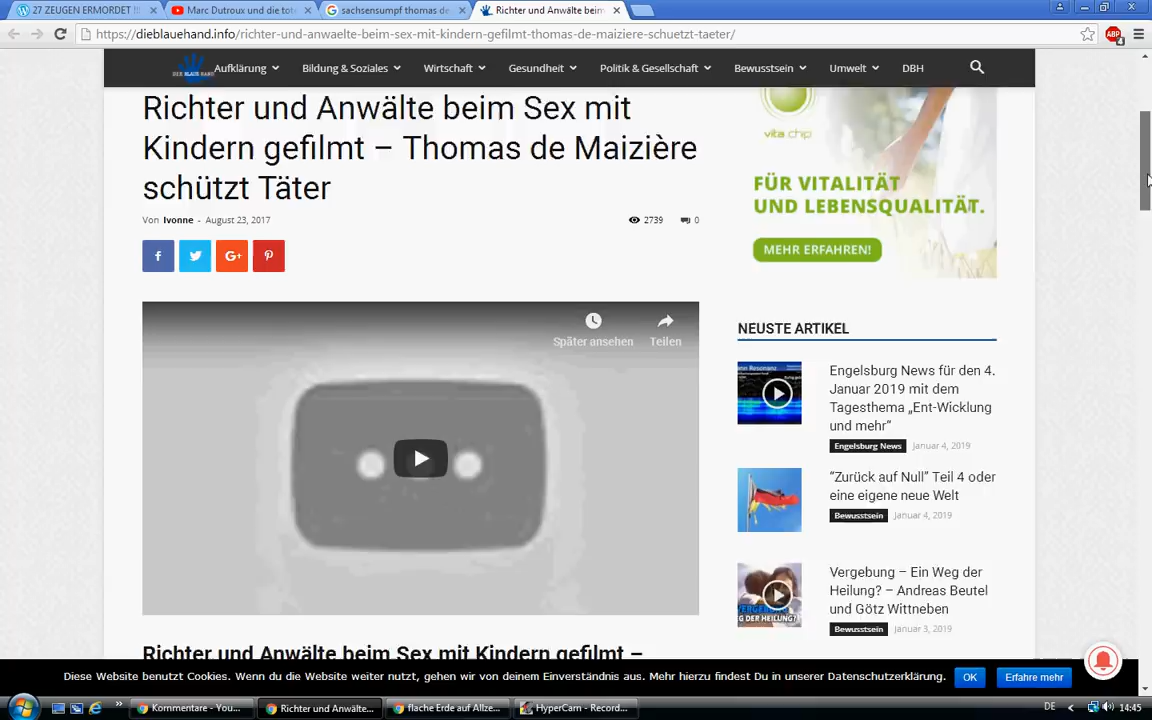 27 ZEUGEN ERMORDET !!
Marc Dutroux und die tote
sachsensumpf thomas de
Richter und Anwälte beim
https://dieblauehand.info/richter-und-anwaelte-beim-sex-mit-kindern-gefilmt-thomas-de-maiziere-schuetzt-taeter/
ABP
DIE BLAUE HAND
Aufklärung Bildung & Soziales Wirtschaft Gesundheit Politik & Gesellschaft Bewusstsein Umwelt DBH
Richter und Anwälte beim Sex mit
Kindern gefilmt – Thomas de Maizière
schützt Täter
Von Ivonne - August 23, 2017
2739 0
vita chip
FÜR VITALITÄT
UND LEBENSQUALITÄT.
MEHR ERFAHREN!
Später ansehen
Teilen
NEUSTE ARTIKEL
Engelsburg News für den 4.
Januar 2019 mit dem
Tagesthema „Ent-Wicklung
und mehr“
Engelsburg News Januar 4, 2019
“Zurück auf Null” Teil 4 oder
eine eigene neue Welt
Bewusstsein Januar 4, 2019
Vergebung – Ein Weg der
Heilung? – Andreas Beutel
und Götz Wittneben
Bewusstsein Januar 3, 2019
Richter und Anwälte beim Sex mit Kindern gefilmt –
Diese Website benutzt Cookies. Wenn du die Website weiter nutzt, gehen wir von deinem Einverständnis aus. Mehr hierzu findest Du in unserer Datenschutzerklärung.
OK
Erfahre mehr
Kommentare - You...
Richter und Anwälte...
flache Erde auf Allze...
HyperCam - Record...
DE
14:45